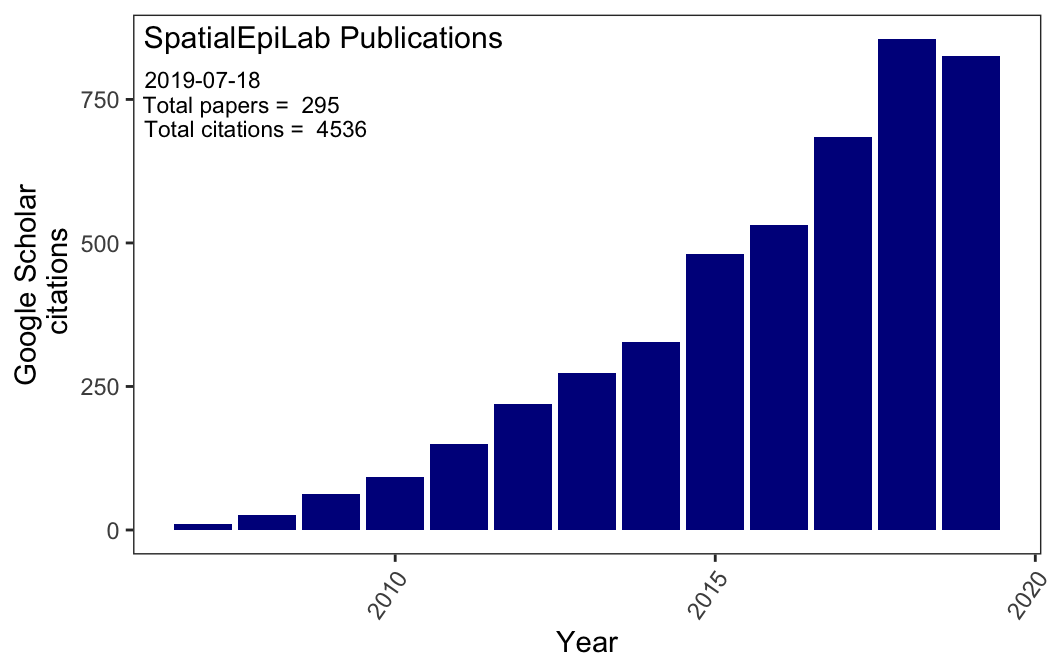 SpatialEpiLab Publications
2019-07-18
Total papers = 295
Total citations = 4536
Google Scholar
citations
750
500
250
0
2010
2015
2020
Year